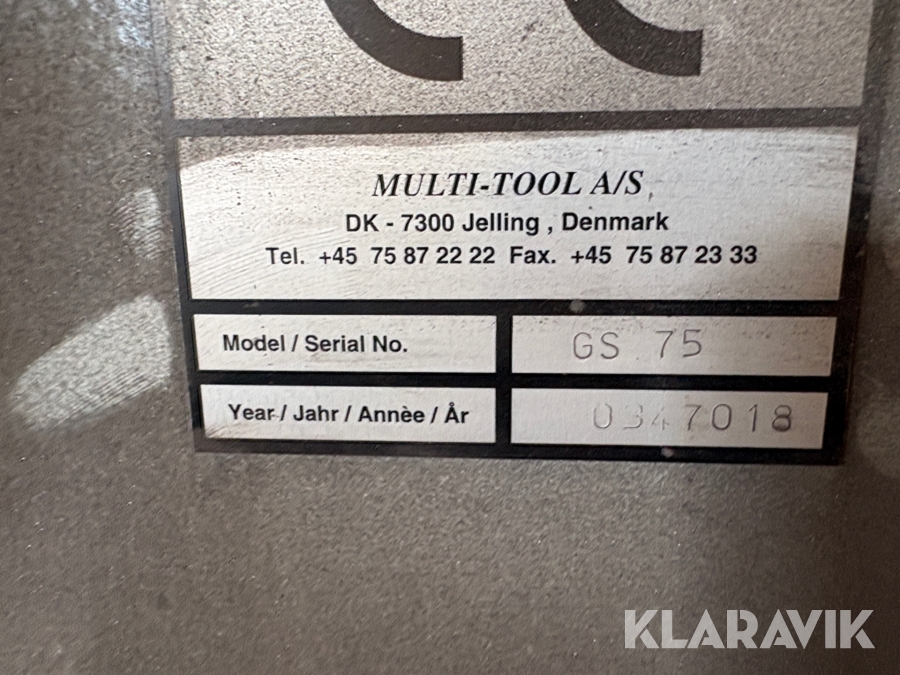 CE
MULTI-TOOL A/S
DK - 7300 Jelling , Denmark
Tel. +45 75 87 22 22 Fax. +45 75 87 23 33
Model / Serial No. GS 75
Year / Jahr / Annèe / År 0347018
KLARAVIK